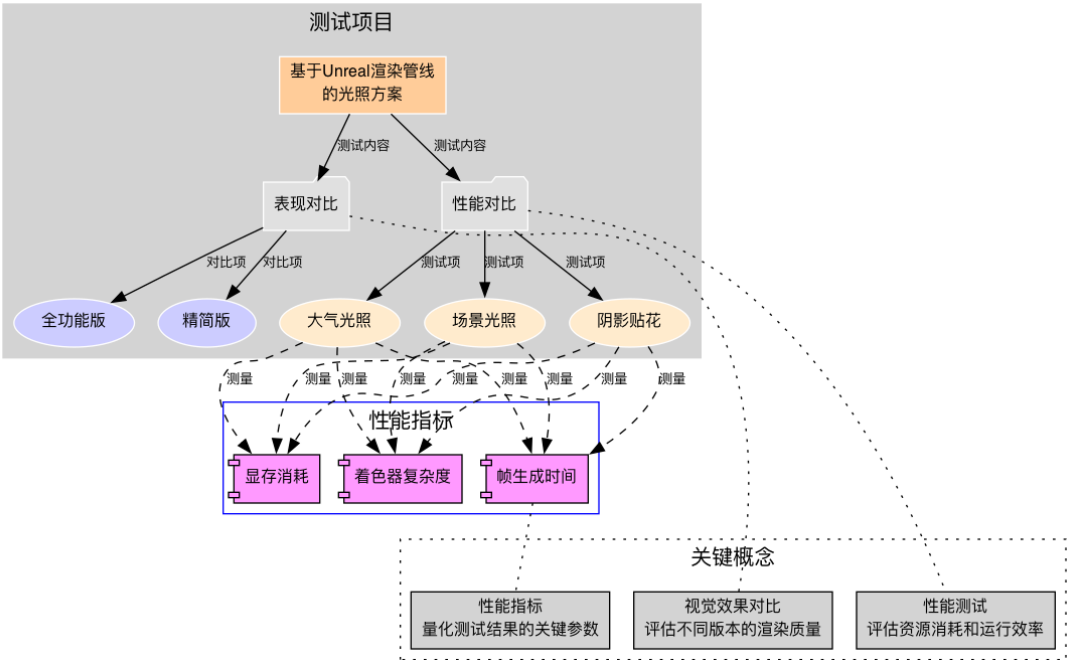 测试项目
基于Unreal渲染管线
的光照方案
测试内容
测试内容
表现对比
性能对比
对比项
对比项
测试项
测试项
测试项
全功能版
精简版
大气光照
场景光照
阴影贴花
测量
测量
测量
测量
测量
测量
测量
测量
测量
性能指标
显存消耗
着色器复杂度
帧生成时间
关键概念
性能指标
量化测试结果的关键参数
视觉效果对比
评估不同版本的渲染质量
性能测试
评估资源消耗和运行效率